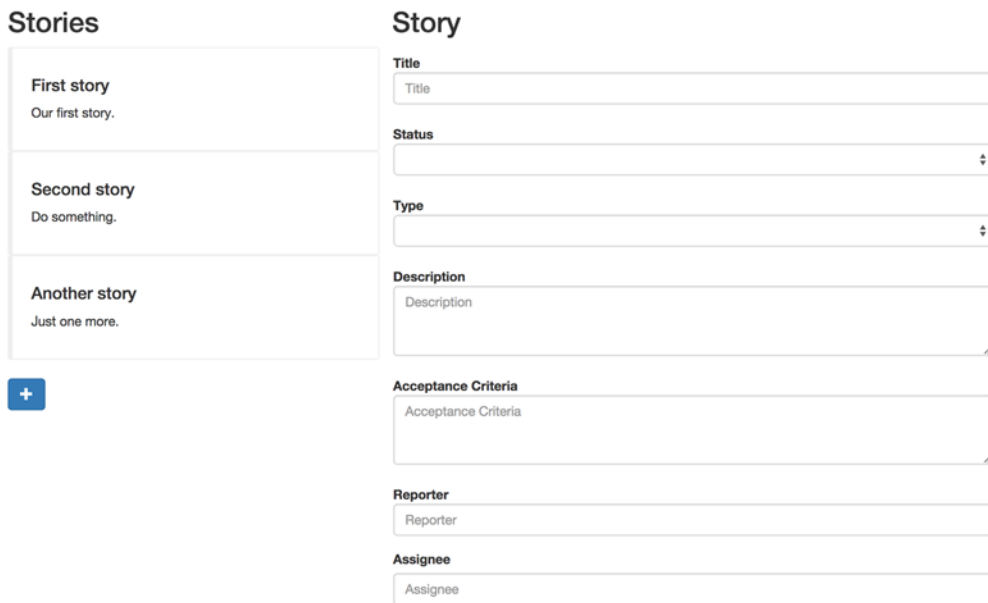 Stories
First story
Our first story.
Second story
Do something.
Another story
Just one more.
+
Story
Title
Title
Status
Type
Description
Description
Acceptance Criteria
Acceptance Criteria
Reporter
Reporter
Assignee
Assignee